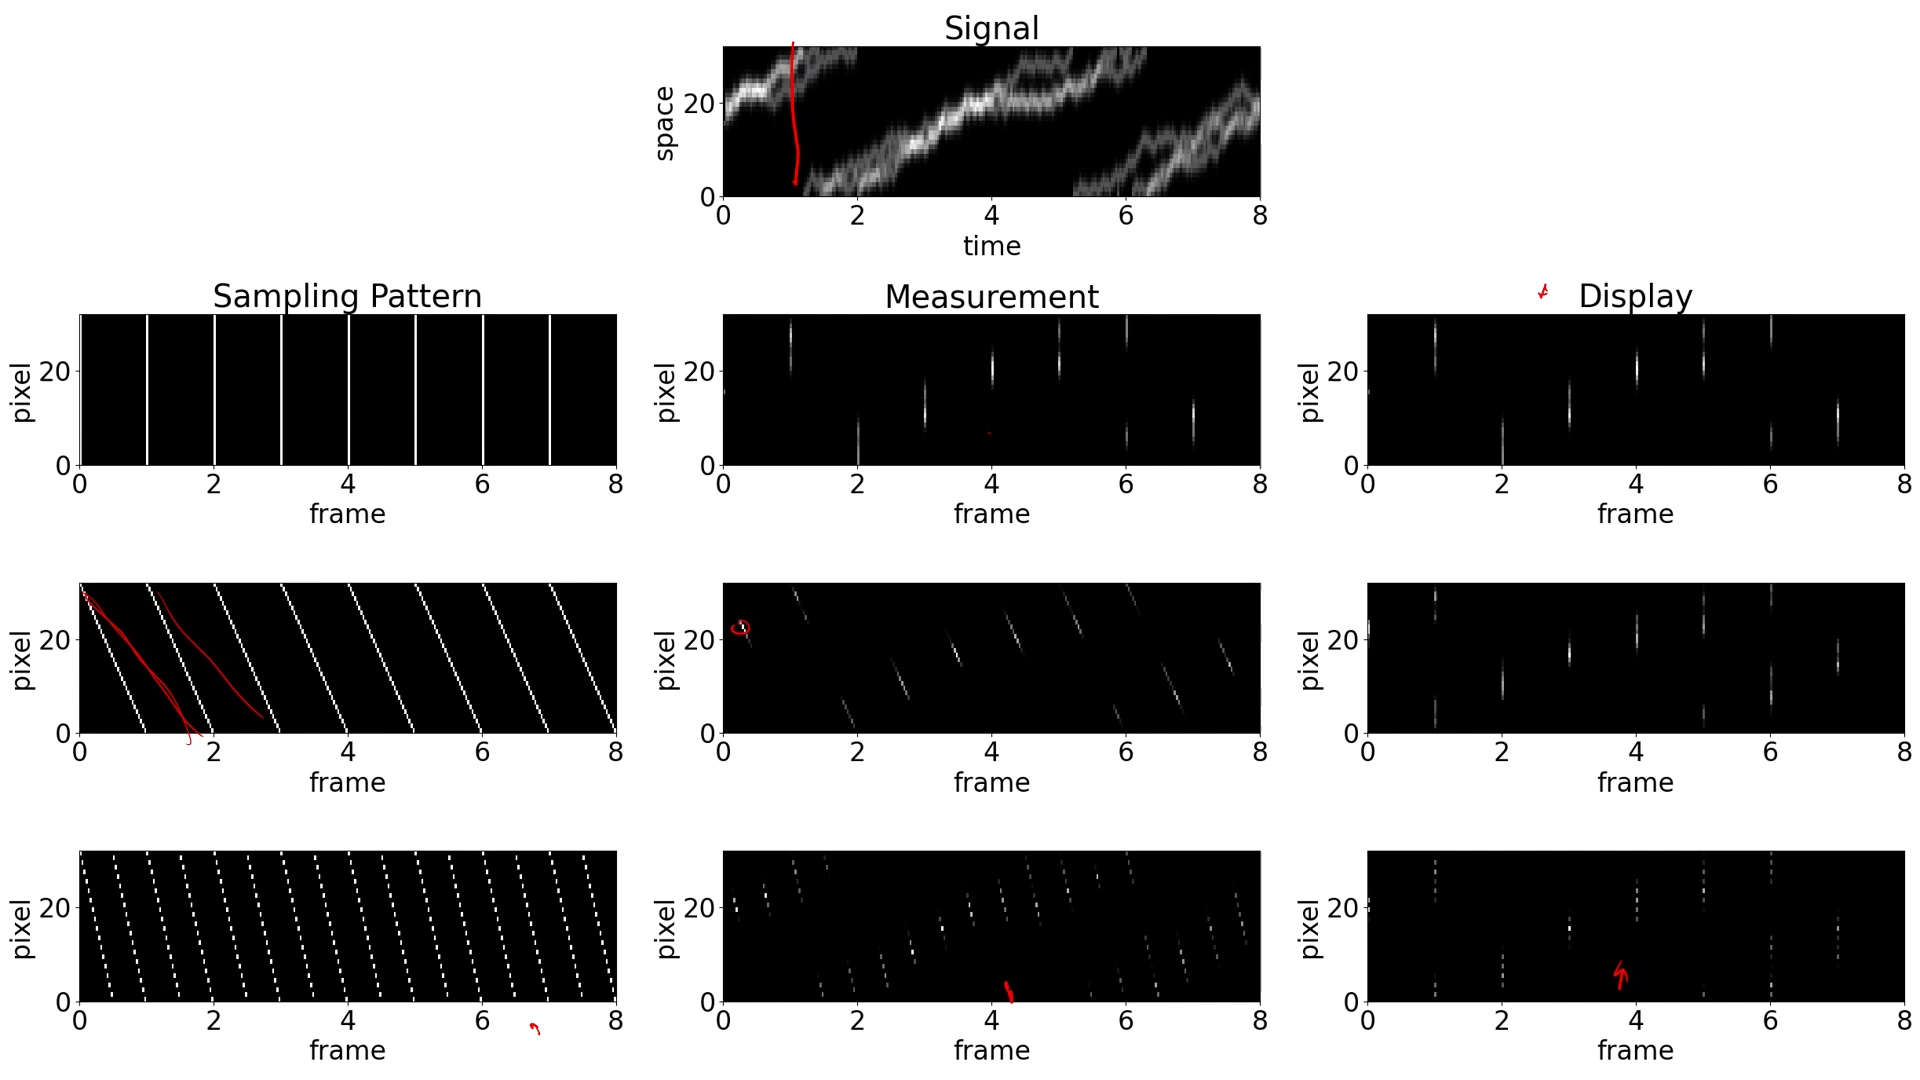 Signal
space
20
0
0 2 4 6 8
time
Sampling Pattern Measurement Display
pixel 20 pixel 20 pixel 20
0 0 0
0 2 4 6 8 0 2 4 6 8 0 2 4 6 8
frame frame frame
pixel 20 pixel 20 pixel 20
0 0 0
0 2 4 6 8 0 2 4 6 8 0 2 4 6 8
frame frame frame
pixel 20 pixel 20 pixel 20
0 0 0
0 2 4 6 8 0 2 4 6 8 0 2 4 6 8
frame frame frame